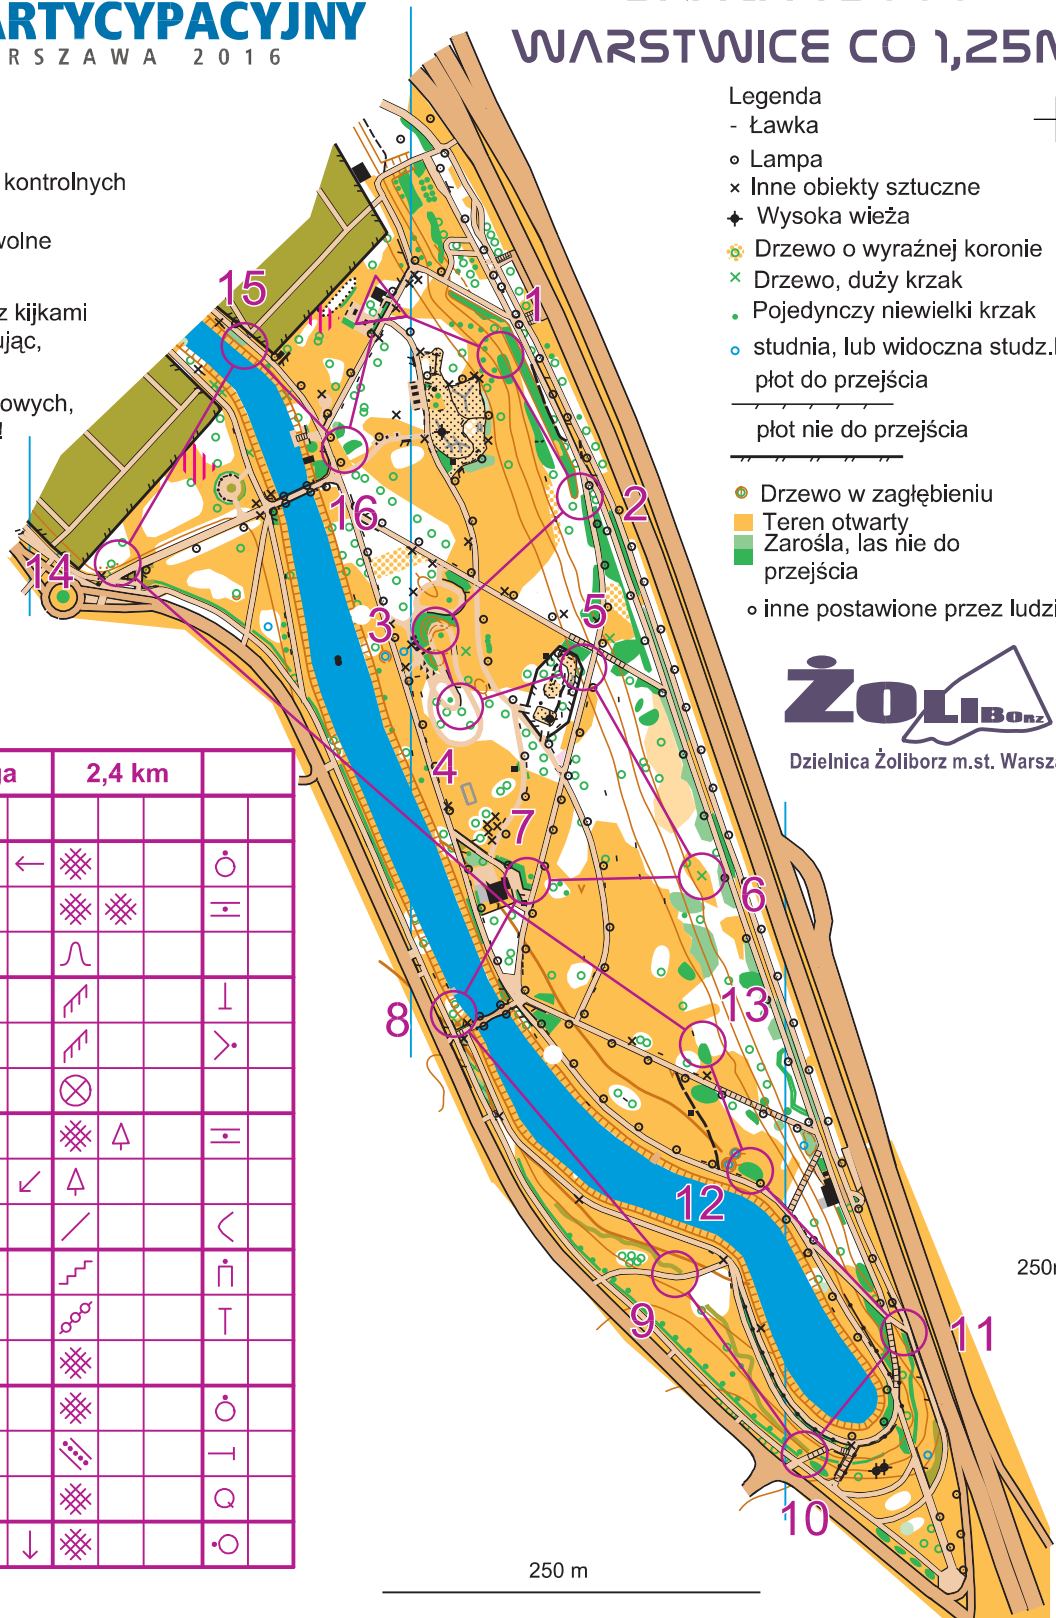 ARTYCYPACYJNY
RSZAWA 2016
WARSTWICE CO 1,25M
kontrolnych
wolne
z kijkami
ując,
owych,
!
Legenda
- Ławka
Lampa
Inne obiekty sztuczne
Wysoka wieża
Drzewo o wyraźnej koronie
Drzewo, duży krzak
Pojedynczy niewielki krzak
studnia, lub widoczna studz.
płot do przejścia
płot nie do przejścia
Drzewo w zagłębieniu
Teren otwarty
Zarośla, las nie do
przejścia
inne postawione przez ludzi
ŻOLIBORZ
Dzielnica Żoliborz m.st. Warsza
15
1
2
16
14
3
5
4
7
6
8
13
12
9
11
10
ga 2,4 km
250m
250 m